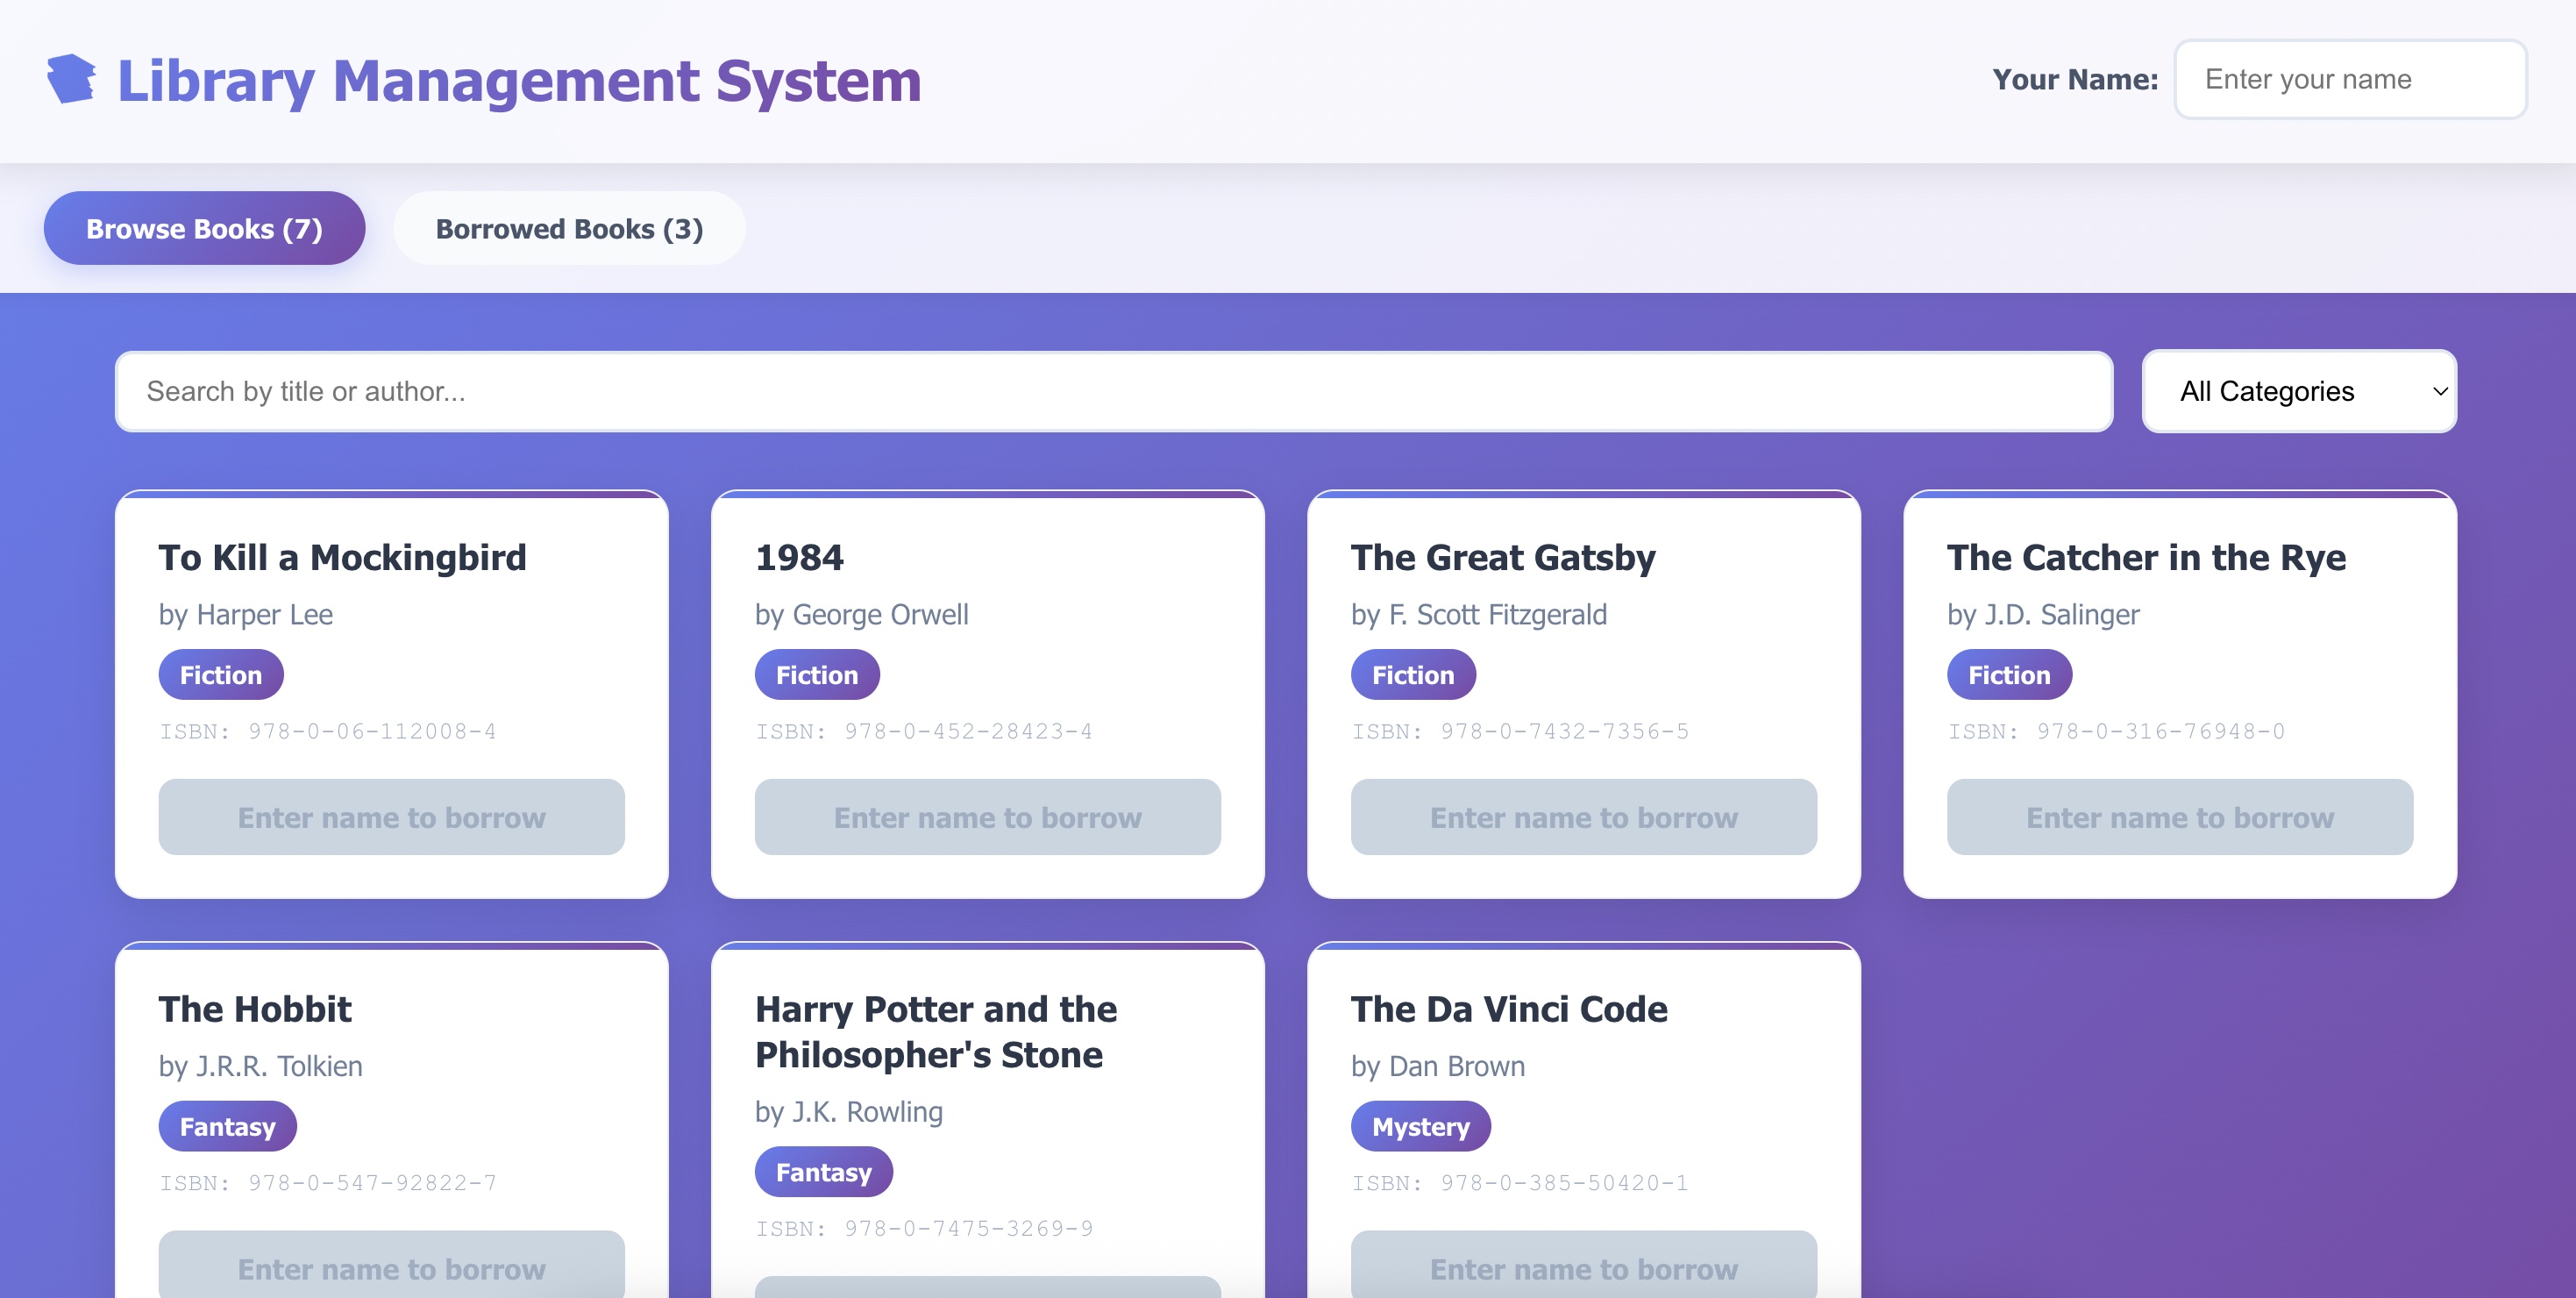 Library Management System
Your Name:
Enter your name
Browse Books (7)
Borrowed Books (3)
Search by title or author...
All Categories
To Kill a Mockingbird
by Harper Lee
Fiction
ISBN: 978-0-06-112008-4
Enter name to borrow
1984
by George Orwell
Fiction
ISBN: 978-0-452-28423-4
Enter name to borrow
The Great Gatsby
by F. Scott Fitzgerald
Fiction
ISBN: 978-0-7432-7356-5
Enter name to borrow
The Catcher in the Rye
by J.D. Salinger
Fiction
ISBN: 978-0-316-76948-0
Enter name to borrow
The Hobbit
by J.R.R. Tolkien
Fantasy
ISBN: 978-0-547-92822-7
Enter name to borrow
Harry Potter and the
Philosopher's Stone
by J.K. Rowling
Fantasy
ISBN: 978-0-7475-3269-9
The Da Vinci Code
by Dan Brown
Mystery
ISBN: 978-0-385-50420-1
Enter name to borrow